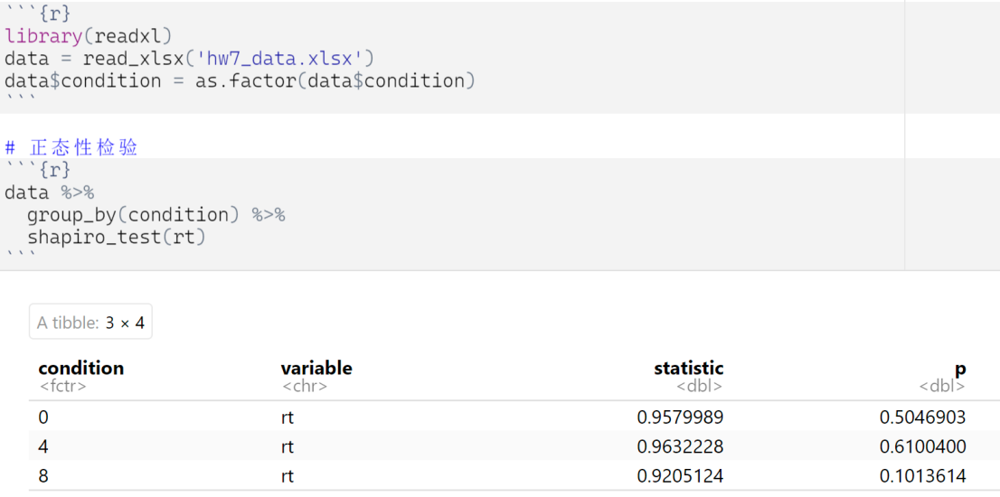 ```{r}
library(readxl)
data = read_xlsx('hw7_data.xlsx')
data$condition = as.factor(data$condition)
```
# 正态性检验
```{r}
data %>%
  group_by(condition) %>%
  shapiro_test(rt)
```
A tibble: 3 × 4
condition variable statistic p
<fctr> <chr> <dbl> <dbl>
0 rt 0.9579989 0.5046903
4 rt 0.9632228 0.6100400
8 rt 0.9205124 0.1013614